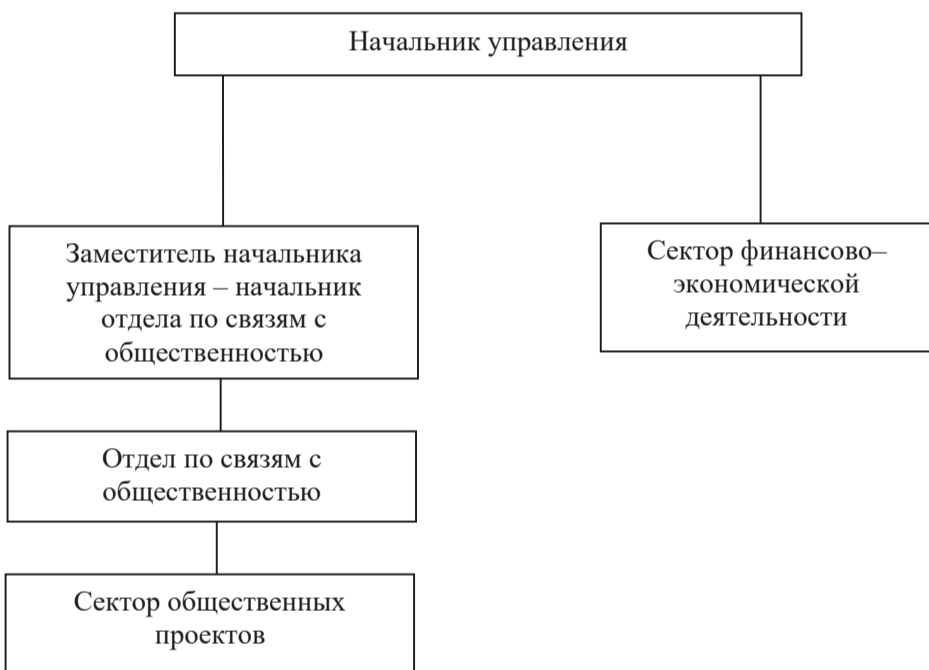 Начальник управления
Заместитель начальника
управления – начальник
отдела по связям с
общественностью
Сектор финансово–
экономической
деятельности
Отдел по связям с
общественностью
Сектор общественных
проектов